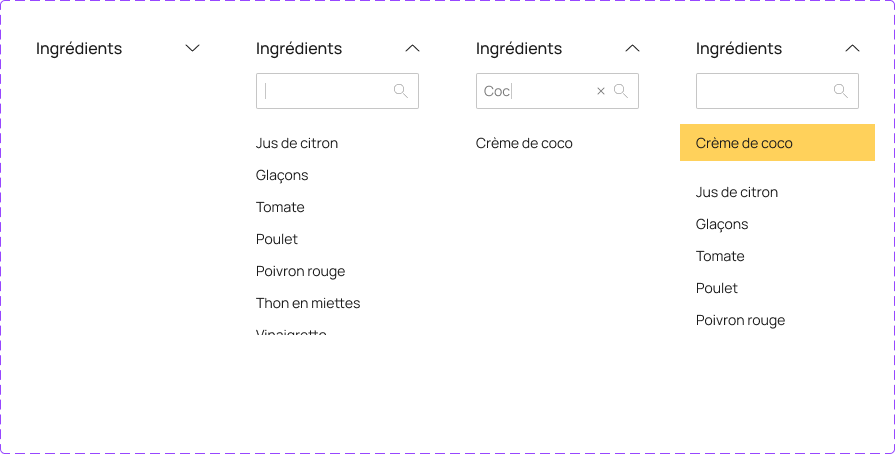 Ingrédients
Ingrédients
Jus de citron
Glaçons
Tomate
Poulet
Poivron rouge
Thon en miettes
Vinaigrette
Ingrédients
Coc
Crème de coco
Ingrédients
Crème de coco
Jus de citron
Glaçons
Tomate
Poulet
Poivron rouge